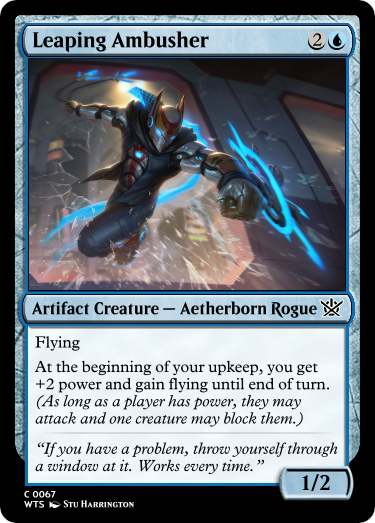 Leaping Ambusher 2
Artifact Creature — Aetherborn Rogue
Flying
At the beginning of your upkeep, you get
+2 power and gain flying until end of turn.
(As long as a player has power, they may
attack and one creature may block them.)
“If you have a problem, throw yourself through
a window at it. Works every time.”
1/2
C 0067
WTS Stu Harrington